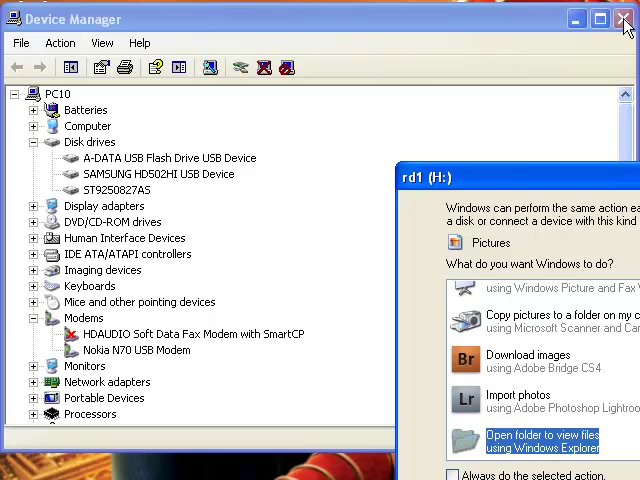 Device Manager
File Action View Help
PC10
Batteries
Computer
Disk drives
A-DATA USB Flash Drive USB Device
SAMSUNG HD502HI USB Device
ST9250827AS
Display adapters
DVD/CD-ROM drives
Human Interface Devices
IDE ATA/ATAPI controllers
Imaging devices
Keyboards
Mice and other pointing devices
Modems
HDAUDIO Soft Data Fax Modem with SmartCP
Nokia N70 USB Modem
Monitors
Network adapters
Portable Devices
Processors
rd1 (H:)
Windows can perform the same action ea
a disk or connect a device with this kind
Pictures
What do you want Windows to do?
using Windows Picture and Fax V
Copy pictures to a folder on my c
using Microsoft Scanner and Cam
Br
Download images
using Adobe Bridge CS4
Lr
Import photos
using Adobe Photoshop Lightroo
Open folder to view files
using Windows Explorer
Always do the selected action.